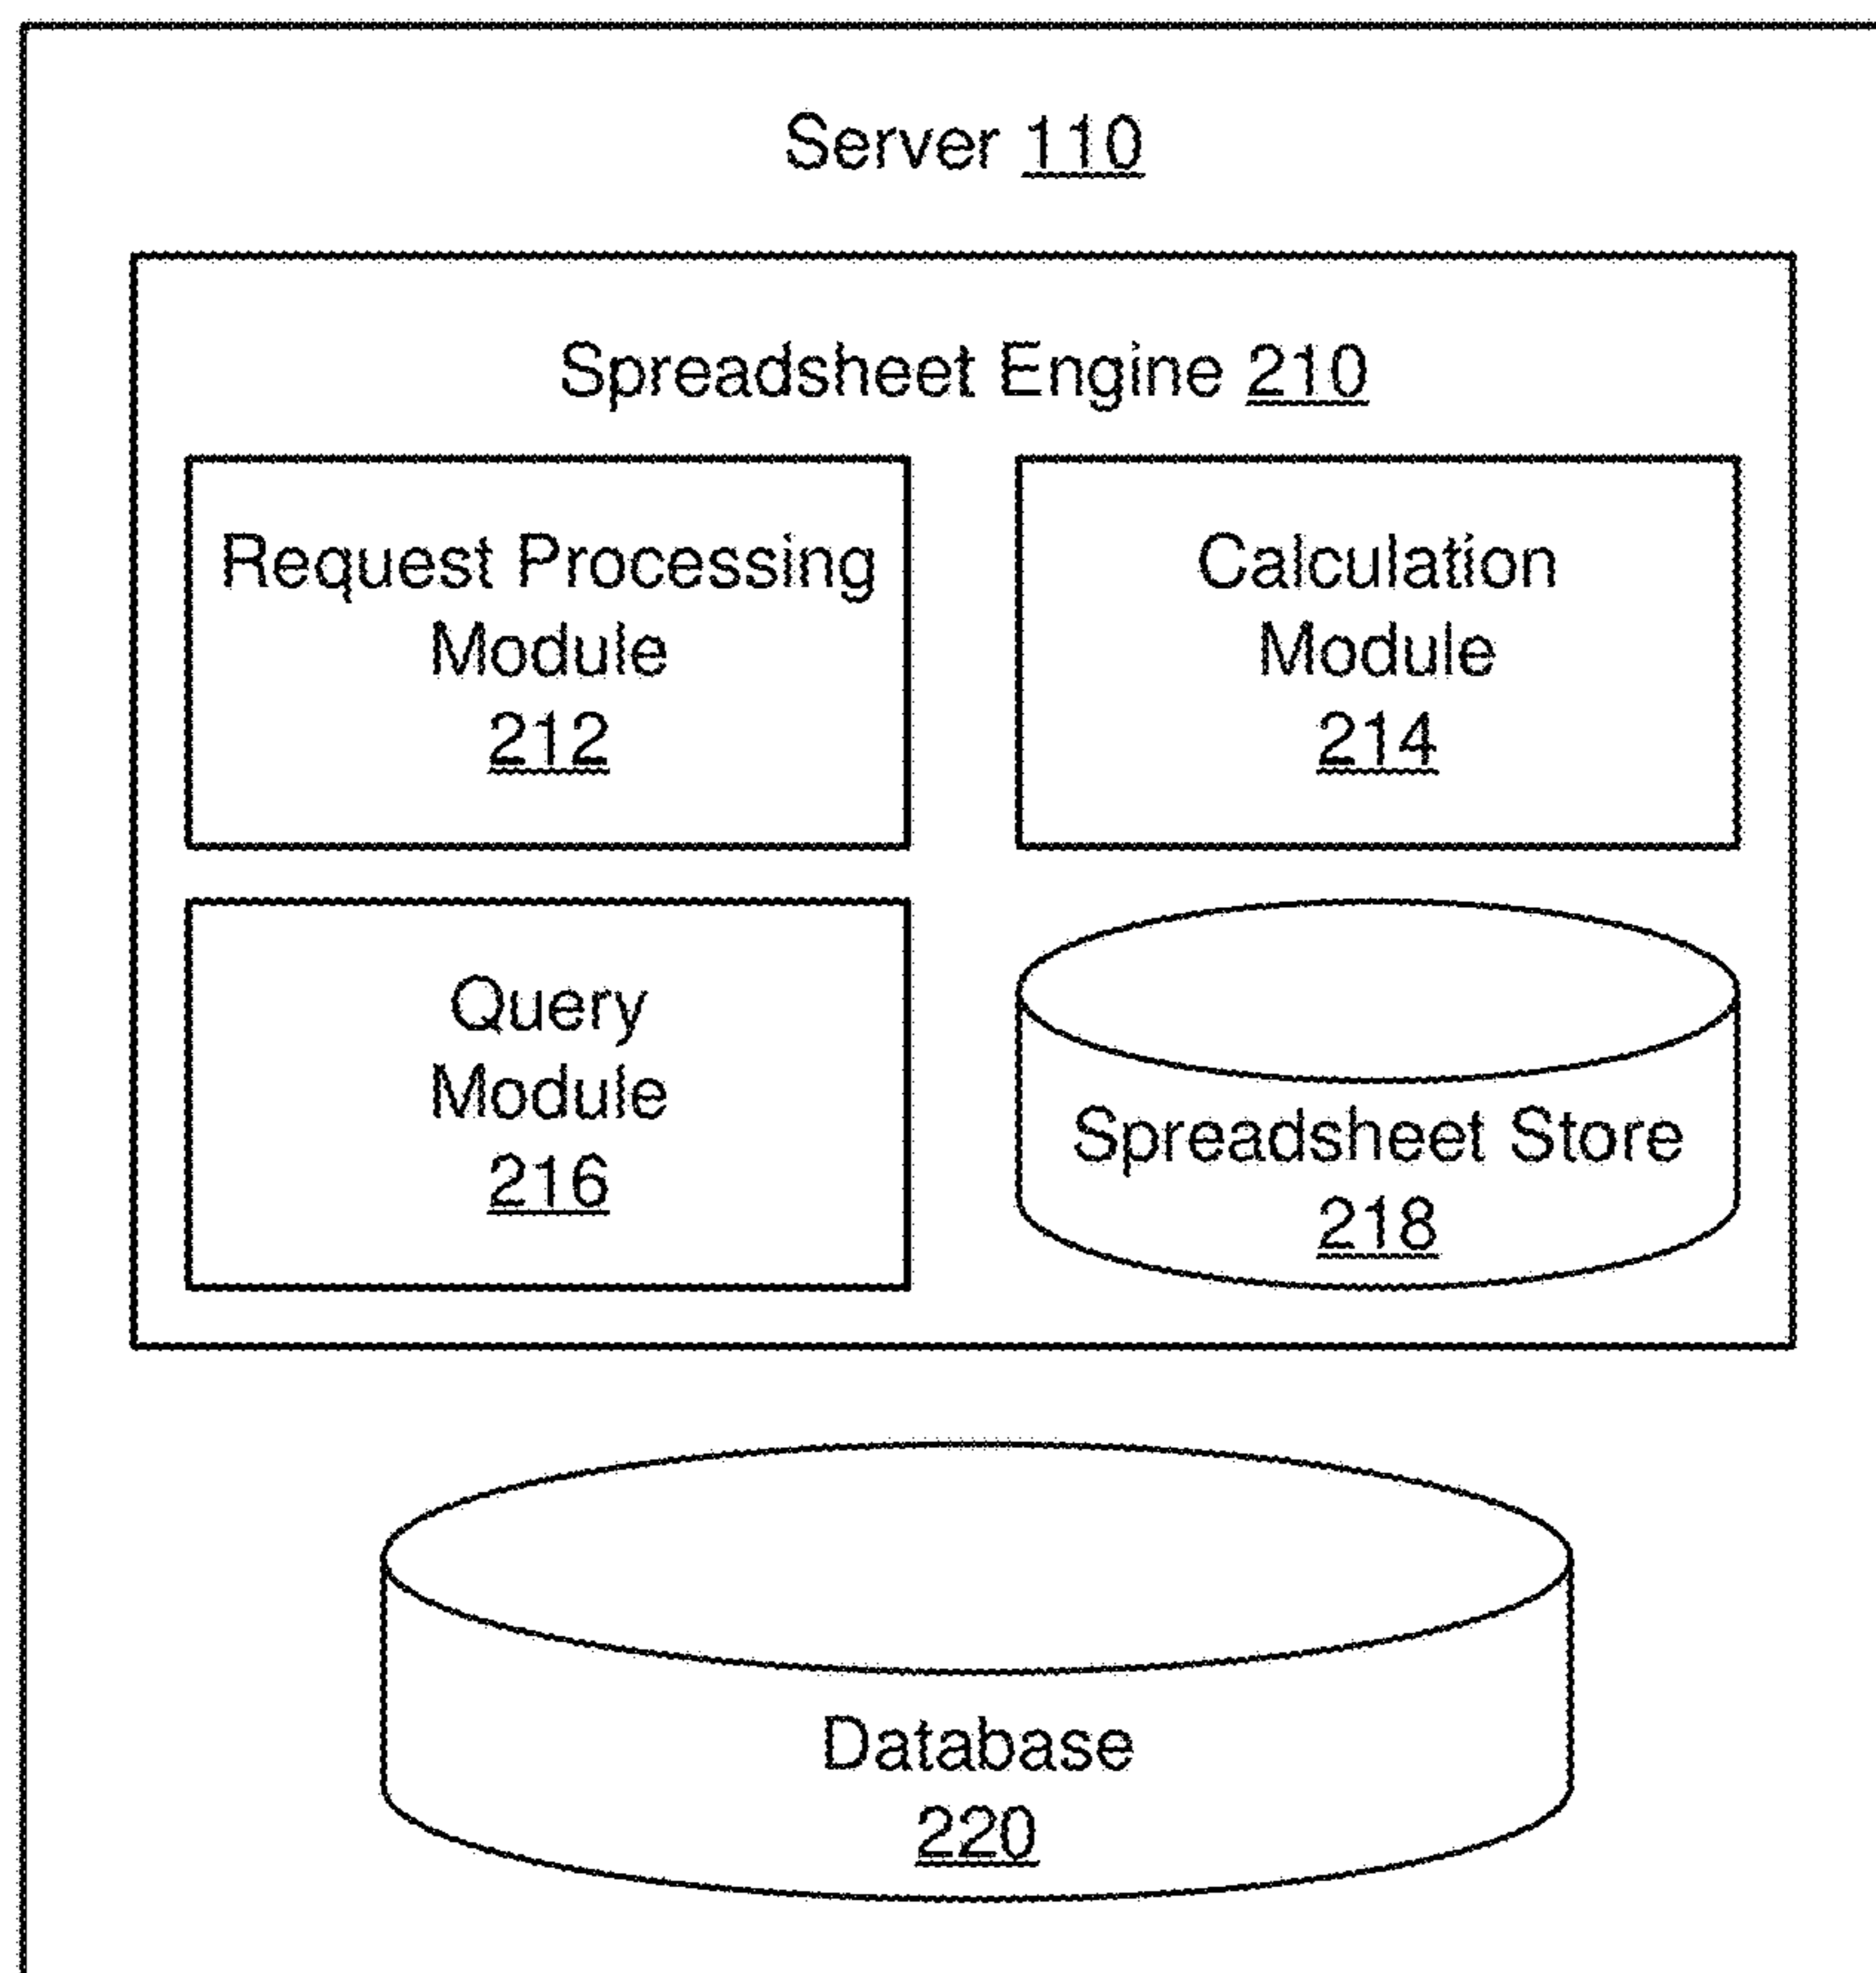 Server 110
Spreadsheet Engine 210
Request Processing
Module
212
Calculation
Module
214
Query
Module
216
Spreadsheet Store
218
Database
220